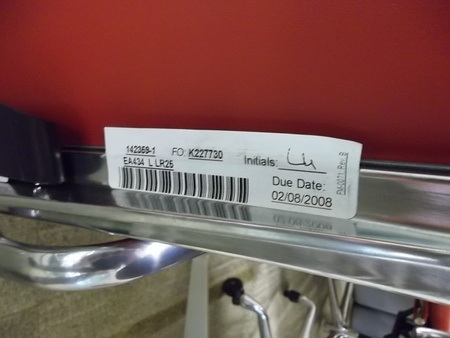 142369-1 FO: K227730 Initials:
EA434 L LR25
Due Date:
02/08/2008